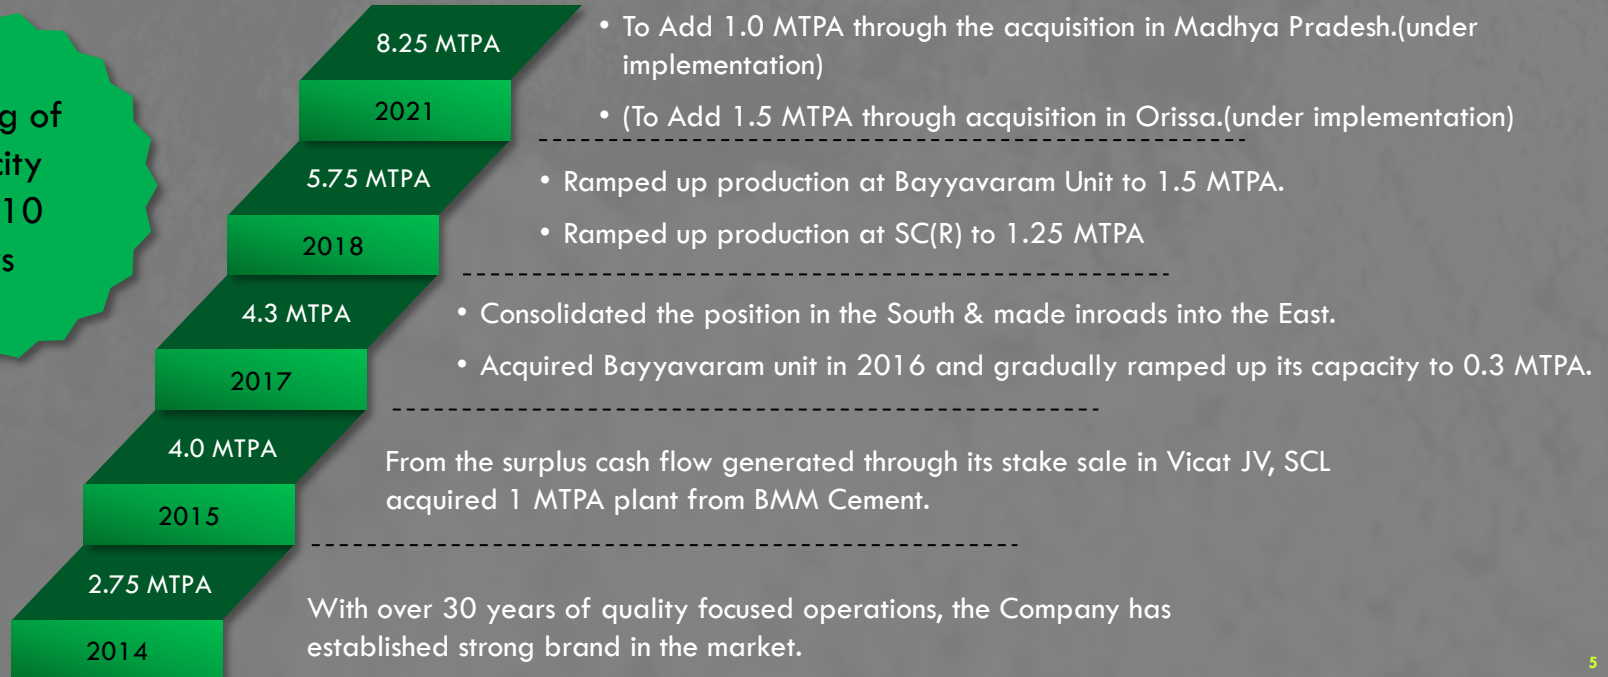 g of
city
10
s
8.25 MTPA
2021
• To Add 1.0 MTPA through the acquisition in Madhya Pradesh.(under
implementation)
• (To Add 1.5 MTPA through acquisition in Orissa.(under implementation)
5.75 MTPA
2018
• Ramped up production at Bayyavaram Unit to 1.5 MTPA.
• Ramped up production at SC(R) to 1.25 MTPA
4.3 MTPA
2017
• Consolidated the position in the South & made inroads into the East.
• Acquired Bayyavaram unit in 2016 and gradually ramped up its capacity to 0.3 MTPA.
4.0 MTPA
2015
From the surplus cash flow generated through its stake sale in Vicat JV, SCL
acquired 1 MTPA plant from BMM Cement.
2.75 MTPA
2014
With over 30 years of quality focused operations, the Company has
established strong brand in the market.
5